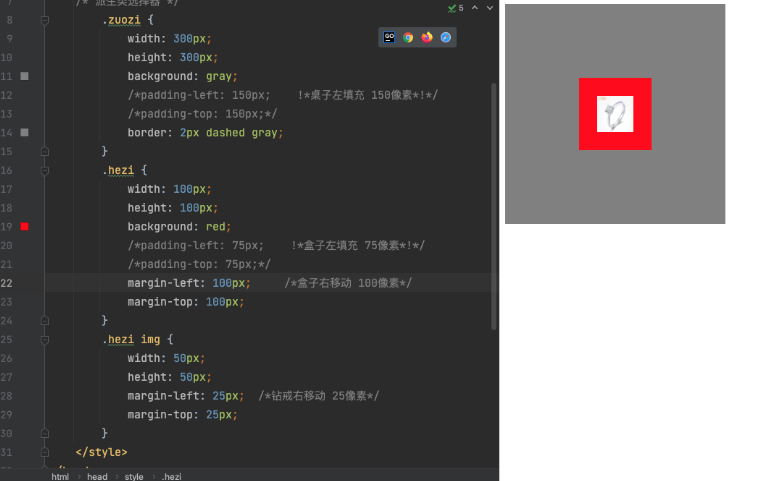 7 /* 派生类选择器 */
5
8 .zuozi {
9 width: 300px;
10 height: 300px;
11 background: gray;
12 /*padding-left: 150px; !*桌子左填充 150像素*!*/
13 /*padding-top: 150px;*/
14 border: 2px dashed gray;
15 }
16 .hezi {
17 width: 100px;
18 height: 100px;
19 background: red;
20 /*padding-left: 75px; !*盒子左填充 75像素*!*/
21 /*padding-top: 75px;*/
22 margin-left: 100px; /*盒子右移动 100像素*/
23 margin-top: 100px;
24 }
25 .hezi img {
26 width: 50px;
27 height: 50px;
28 margin-left: 25px; /*钻戒右移动 25像素*/
29 margin-top: 25px;
30 }
31 </style>
html › head › style › .hezi